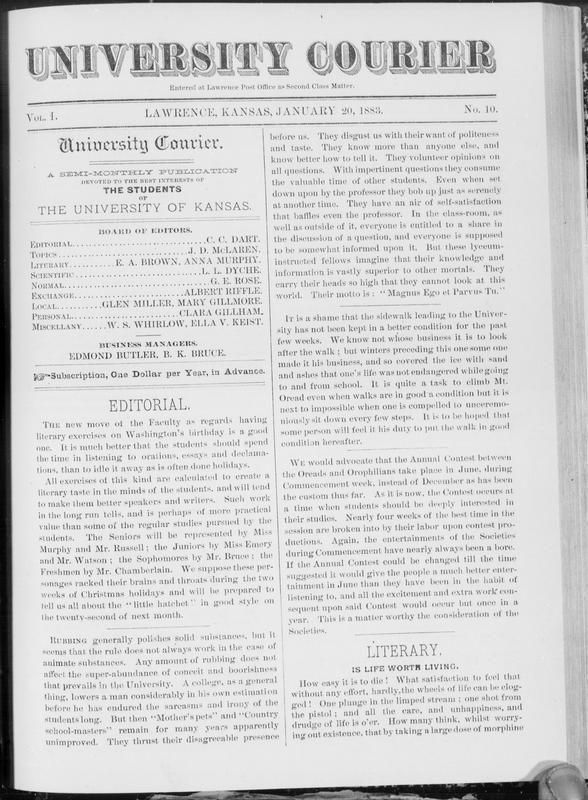 UNIVERSITY COURIER
Entered at Lawrence Post Office as Second Class Matter.
VOL. I. LAWRENCE, KANSAS, JANUARY 20, 1883. No. 10.
University Courier.
A SEMI-MONTHLY PUBLICATION
DEVOTED TO THE BEST INTERESTS OF
THE STUDENTS
OF
THE UNIVERSITY OF KANSAS.
BOARD OF EDITORS.
EDITORIAL....C. C. DART.
TOPICS....J. D. McLAREN.
LITERARY....E. A. BROWN, ANNA MURPHY.
SCIENTIFIC....L. L. DYCHE.
NORMAL....G. E. ROSE.
EXCHANGE....ALBERT RIFFLE.
LOCAL....GLEN MILLER, MARY GILLMORE.
PERSONAL....CLARA GILLHAM.
MISCELLANY....W. S. WHIRLOW, ELLA V. KEIST.
BUSINESS MANAGERS.
EDMOND BUTLER, B. K. BRUCE.
☞Subscription, One Dollar per Year, in Advance.
EDITORIAL.
THE new move of the Faculty as regards having
literary exercises on Washington's birthday is a good
one. It is much better that the students should spend
the time in listening to orations, essays and declama-
tions, than to idle it away as is often done holidays.
All exercises of this kind are calculated to create a
literary taste in the minds of the students, and will tend
to make them better speakers and writers. Such work
in the long run tells, and is perhaps of more practical
value than some of the regular studies pursued by the
students. The Seniors will be represented by Miss
Murphy and Mr. Russell; the Juniors by Miss Emery
and Mr. Watson; the Sophomores by Mr. Bruce; the
Freshmen by Mr. Chamberlain. We suppose these per-
sonages racked their brains and throats during the two
weeks of Christmas holidays and will be prepared to
tell us all about the "little hatchet" in good style on
the twenty-second of next month.
RUBBING generally polishes solid substances, but it
seems that the rule does not always work in the case of
animate substances. Any amount of rubbing does not
affect the super-abundance of conceit and boorishness
that prevails in the University. A college, as a general
thing, lowers a man considerably in his own estimation
before he has endured the sarcasms and irony of the
students long. But then "Mother's pets" and "Country
school-masters" remain for many years apparently
unimproved. They thrust their disagreeable presence
before us. They disgust us with their want of politeness
and taste. They know more than anyone else, and
know better how to tell it. They volunteer opinions on
all questions. With impertinent questions they consume
the valuable time of other students. Even when set
down upon by the professor they bob up just as serenely
at another time. They have an air of self-satisfaction
that baffles even the professor. In the class-room, as
well as outside of it, everyone is entitled to a share in
the discussion of a question, and everyone is supposed
to be somewhat informed upon it. But these lyceum-
instructed fellows imagine that their knowledge and
information is vastly superior to other mortals. They
carry their heads so high that they cannot look at this
world. Their motto is: "Magnus Ego et Parvus Tu."
IT is a shame that the sidewalk leading to the Univer-
sity has not been kept in a better condition for the past
few weeks. We know not whose business it is to look
after the walk; but winters preceding this one some one
made it his business, and so covered the ice with sand
and ashes that one's life was not endangered while going
to and from school. It is quite a task to climb Mt.
Oread even when walks are in good a condition but it is
next to impossible when one is compelled to unceremo-
niously sit down every few steps. It is to be hoped that
some person will feel it his duty to put the walk in good
condition hereafter.
WE would advocate that the Annual Contest between
the Oreads and Orophilians take place in June, during
Commencement week, instead of December as has been
the custom thus far. As it is now, the Contest occurs at
a time when students should be deeply interested in
their studies. Nearly four weeks of the best time in the
session are broken into by their labor upon contest pro-
ductions. Again, the entertainments of the Societies
during Commencement have nearly always been a bore.
If the Annual Contest could be changed till the time
suggested it would give the people a much better enter-
tainment in June than they have been in the habit of
listening to, and all the excitement and extra work con-
sequent upon said Contest would occur but once in a
year. This is a matter worthy the consideration of the
Societies.
LITERARY.
IS LIFE WORTH LIVING.
How easy it is to die! What satisfaction to feel that
without any effort, hardly, the wheels of life can be clog-
ged! One plunge in the limped stream; one shot from
the pistol; and all the care, and unhappiness, and
drudge of life is o'er. How many think, whilst worry-
ing out existence, that by taking a large dose of morphine